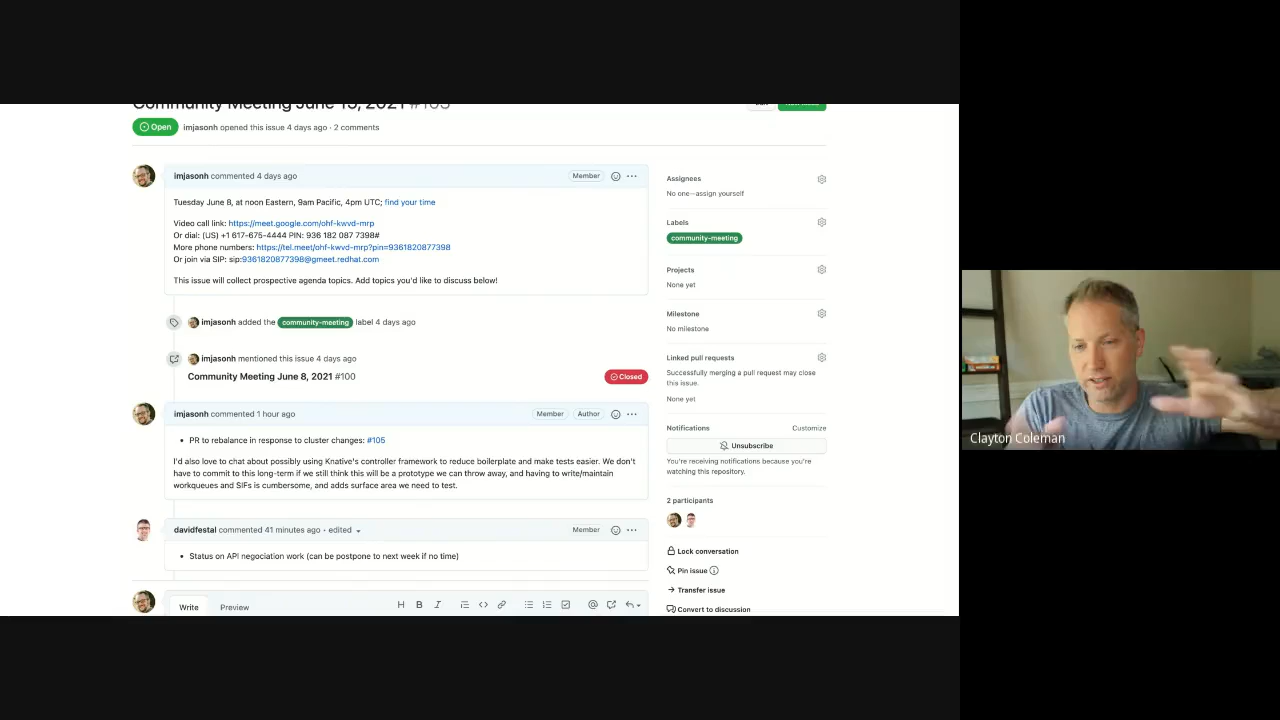 Community Meeting June 15, 2021 #103
Open
imjasonh opened this issue 4 days ago · 2 comments
imjasonh commented 4 days ago
Member
Tuesday June 8, at noon Eastern, 9am Pacific, 4pm UTC; find your time
Video call link: https://meet.google.com/ohf-kwvd-mrp
Or dial: (US) +1 617-675-4444 PIN: 936 182 087 7398#
More phone numbers: https://tel.meet/ohf-kwvd-mrp?pin=9361820877398
Or join via SIP: sip:9361820877398@gmeet.redhat.com
This issue will collect prospective agenda topics. Add topics you'd like to discuss below!
imjasonh added the community-meeting label 4 days ago
imjasonh mentioned this issue 4 days ago
Community Meeting June 8, 2021 #100
Closed
imjasonh commented 1 hour ago
Member
Author
• PR to rebalance in response to cluster changes: #105
I'd also love to chat about possibly using Knative's controller framework to reduce boilerplate and make tests easier. We don't
have to commit to this long-term if we still think this will be a prototype we can throw away, and having to write/maintain
workqueues and SIFs is cumbersome, and adds surface area we need to test.
davidfestal commented 41 minutes ago · edited
Member
• Status on API negociation work (can be postpone to next week if no time)
Write
Preview
H B I
@
Assignees
No one—assign yourself
Labels
community-meeting
Projects
None yet
Milestone
No milestone
Linked pull requests
Successfully merging a pull request may close
this issue.
None yet
Notifications
Customize
Unsubscribe
You're receiving notifications because you're
watching this repository.
2 participants
Lock conversation
Pin issue
Transfer issue
Convert to discussion
Clayton Coleman